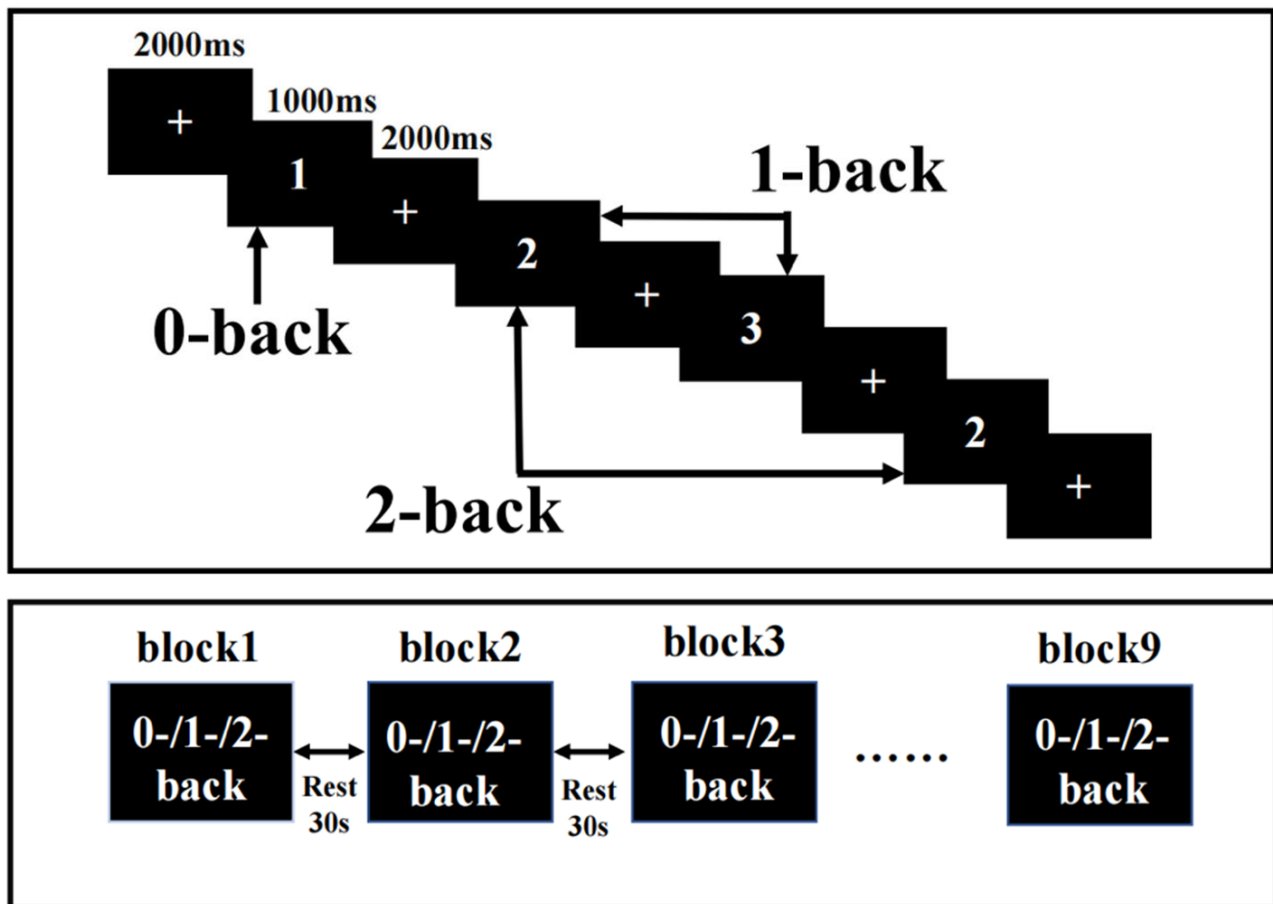 2000ms
+
1000ms
1
2000ms
+
1-back
2
+
0-back
3
+
2
2-back
+
block1
block2
block3
block9
0-/1-/2-
back
Rest
30s
0-/1-/2-
back
Rest
30s
0-/1-/2-
back
......
0-/1-/2-
back